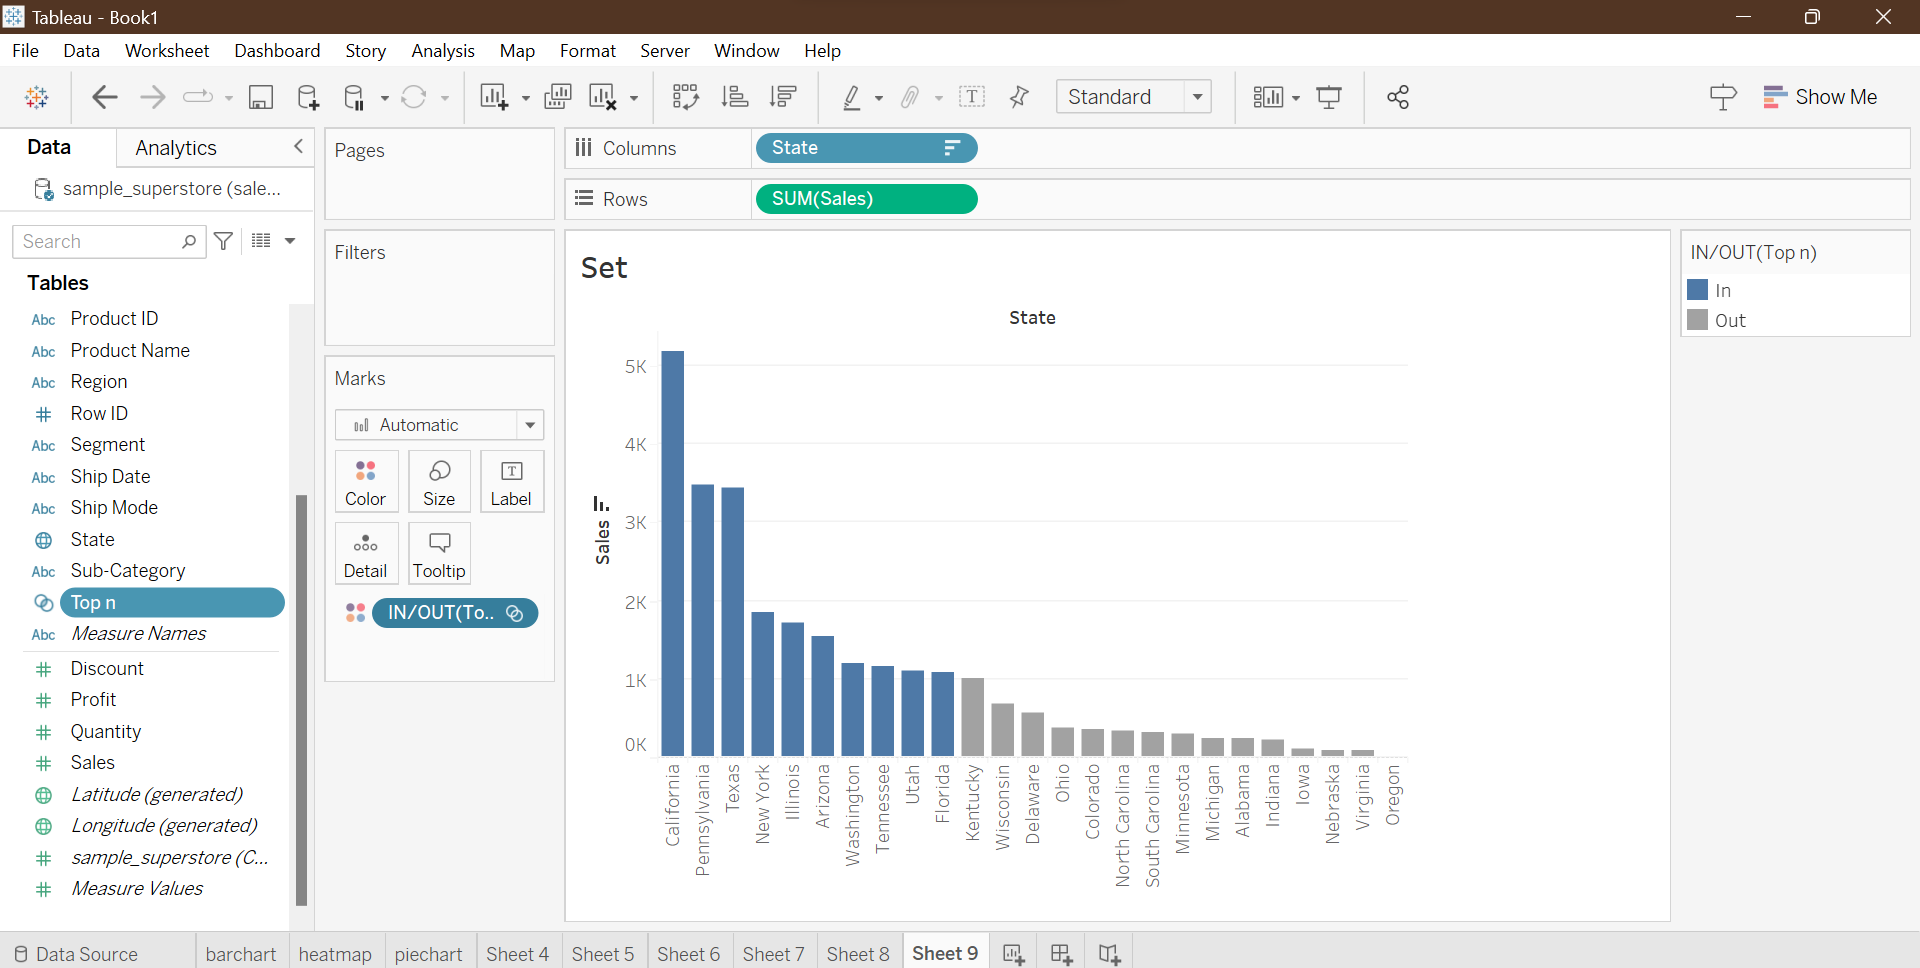 Tableau - Book1
File Data Worksheet Dashboard Story Analysis Map Format Server Window Help
Standard
Show Me
Data Analytics
sample_superstore (sale...
Search
Tables
Abc Product ID
Abc Product Name
Abc Region
# Row ID
Abc Segment
Abc Ship Date
Abc Ship Mode
State
Abc Sub-Category
Top n
Abc Measure Names
# Discount
# Profit
# Quantity
# Sales
Latitude (generated)
Longitude (generated)
# sample_superstore (C...
# Measure Values
Pages
Filters
Marks
Automatic
Color Size T Label
Detail Tooltip
IN/OUT(To..
Columns State
Rows SUM(Sales)
Set
State
Sales
5K
4K
3K
2K
1K
0K
California
Pennsylvania
Texas
New York
Illinois
Arizona
Washington
Tennessee
Utah
Florida
Kentucky
Wisconsin
Delaware
Ohio
Colorado
North Carolina
South Carolina
Minnesota
Michigan
Alabama
Indiana
Iowa
Nebraska
Virginia
Oregon
IN/OUT(Top n)
In
Out
Data Source barchart heatmap piechart Sheet 4 Sheet 5 Sheet 6 Sheet 7 Sheet 8 Sheet 9